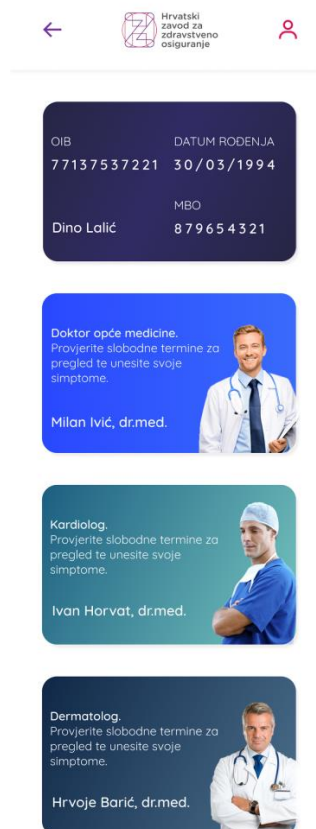 Hrvatski
zavod za
zdravstveno
osiguranje
OIB
77137537221
DATUM ROĐENJA
30/03/1994
Dino Lalić
MBO
879654321
Doktor opće medicine.
Provjerite slobodne termine za
pregled te unesite svoje
simptome.
Milan Ivić, dr.med.
Kardiolog.
Provjerite slobodne termine za
pregled te unesite svoje
simptome.
Ivan Horvat, dr.med.
Dermatolog.
Provjerite slobodne termine za
pregled te unesite svoje
simptome.
Hrvoje Barić, dr.med.